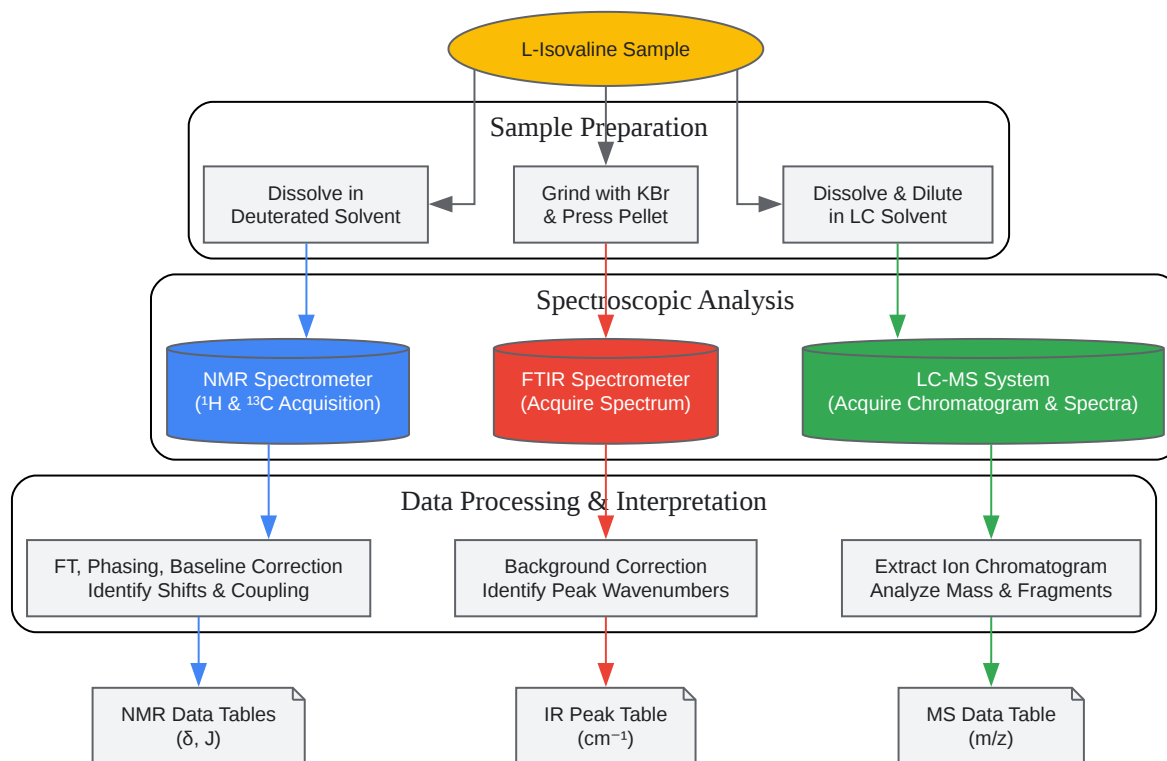 L-Isovaline Sample
Sample Preparation
Dissolve in
Deuterated Solvent
Grind with KBr
& Press Pellet
Dissolve & Dilute
in LC Solvent
Spectroscopic Analysis
NMR Spectrometer
(¹H & ¹³C Acquisition)
FTIR Spectrometer
(Acquire Spectrum)
LC-MS System
(Acquire Chromatogram & Spectra)
Data Processing & Interpretation
FT, Phasing, Baseline Correction
Identify Shifts & Coupling
Background Correction
Identify Peak Wavenumbers
Extract Ion Chromatogram
Analyze Mass & Fragments
NMR Data Tables
(δ, J)
IR Peak Table
(cm⁻¹)
MS Data Table
(m/z)